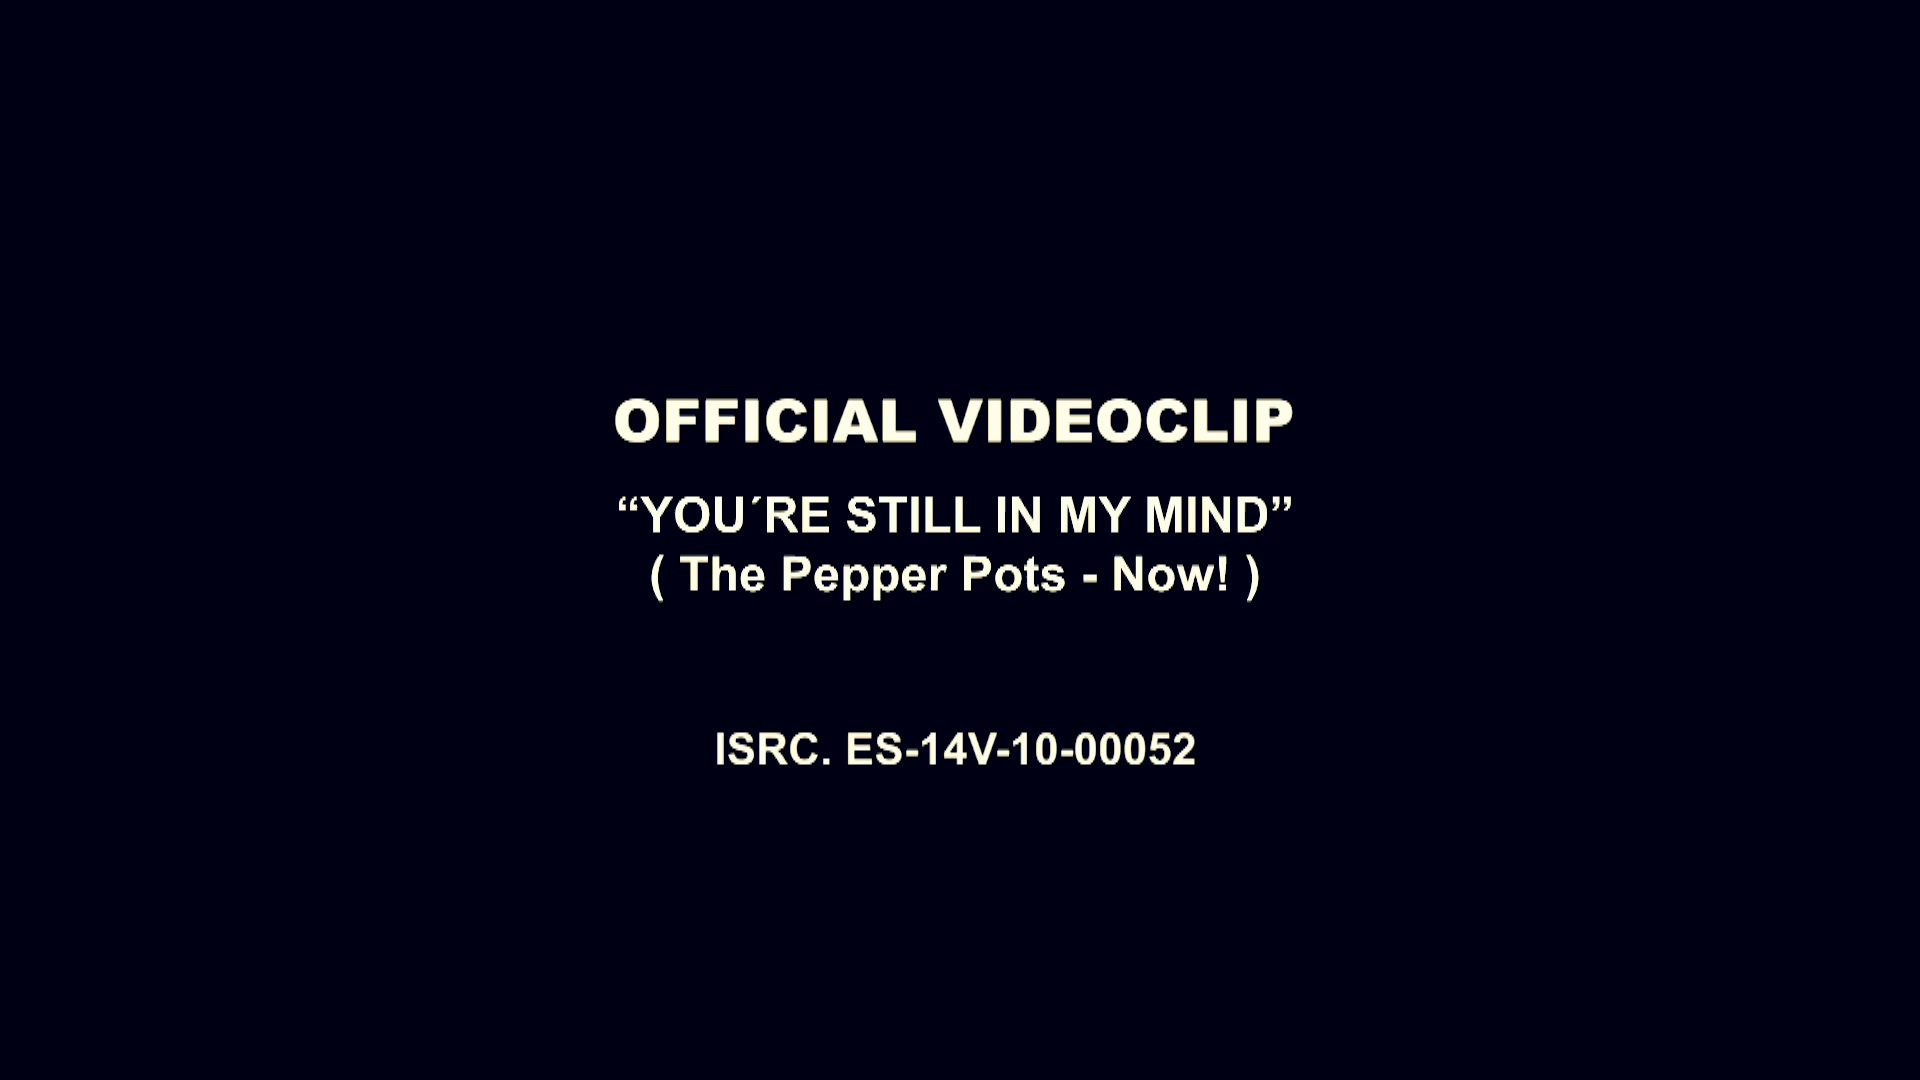 OFFICIAL VIDEOCLIP
“YOU´RE STILL IN MY MIND”
( The Pepper Pots - Now! )
ISRC. ES-14V-10-00052